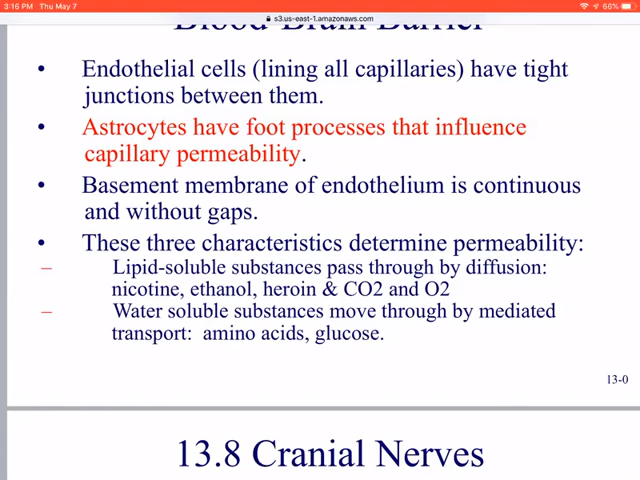 3:16 PM Thu May 7
66%
s3.us-east-1.amazonaws.com
Blood-Brain Barrier
• Endothelial cells (lining all capillaries) have tight
junctions between them.
• Astrocytes have foot processes that influence
capillary permeability.
• Basement membrane of endothelium is continuous
and without gaps.
• These three characteristics determine permeability:
– Lipid-soluble substances pass through by diffusion:
nicotine, ethanol, heroin & CO2 and O2
– Water soluble substances move through by mediated
transport: amino acids, glucose.
13-0
13.8 Cranial Nerves